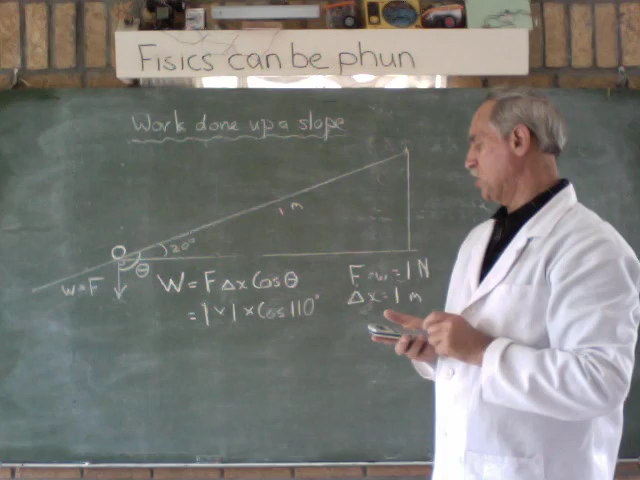 Fisics can be phun
Work done up a slope
1 m
20°
θ
w=F
W = F Δx Cos θ
= 1 × 1 × Cos 110°
F = w = 1 N
Δx = 1 m